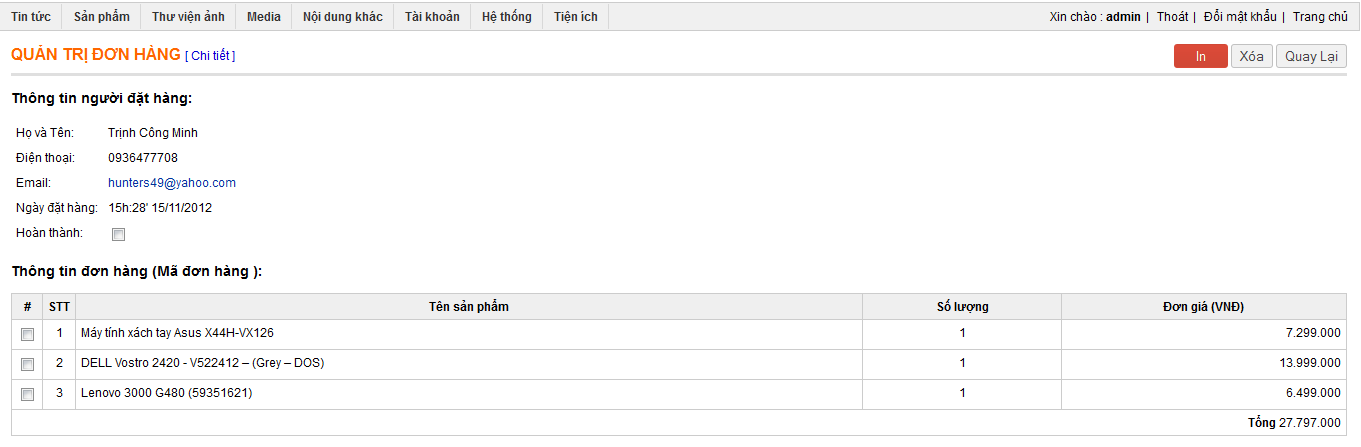 Tin tức Sản phẩm Thư viện ảnh Media Nội dung khác Tài khoản Hệ thống Tiện ích Xin chào : admin | Thoát | Đổi mật khẩu | Trang chủ
QUẢN TRỊ ĐƠN HÀNG [ Chi tiết ] In Xóa Quay Lại
Thông tin người đặt hàng:
Họ và Tên: Trịnh Công Minh
Điện thoại: 0936477708
Email: hunters49@yahoo.com
Ngày đặt hàng: 15h:28' 15/11/2012
Hoàn thành:
Thông tin đơn hàng (Mã đơn hàng ):
# STT Tên sản phẩm Số lượng Đơn giá (VNĐ)
1 Máy tính xách tay Asus X44H-VX126 1 7.299.000
2 DELL Vostro 2420 - V522412 – (Grey – DOS) 1 13.999.000
3 Lenovo 3000 G480 (59351621) 1 6.499.000
Tổng 27.797.000